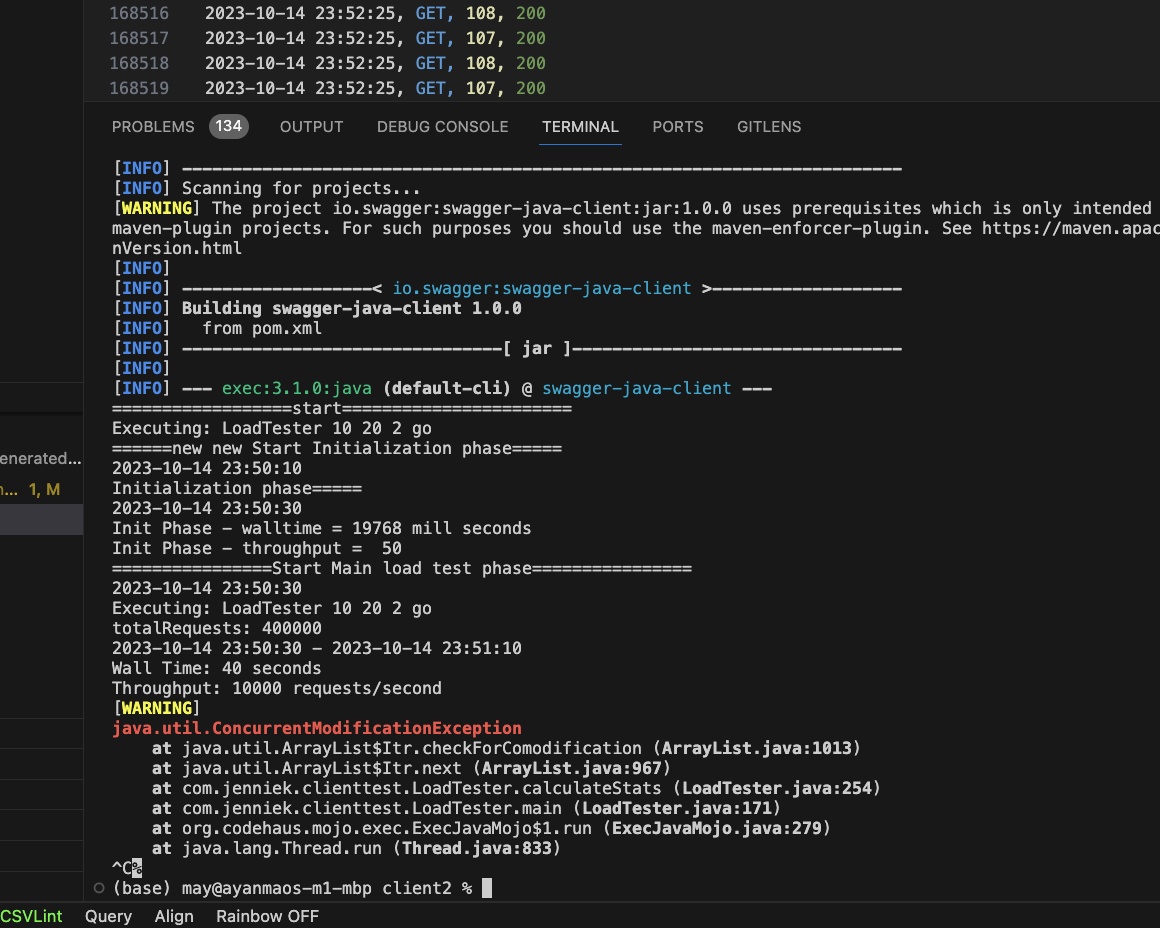 168516 2023-10-14 23:52:25, GET, 108, 200
168517 2023-10-14 23:52:25, GET, 107, 200
168518 2023-10-14 23:52:25, GET, 108, 200
168519 2023-10-14 23:52:25, GET, 107, 200
PROBLEMS 134 OUTPUT DEBUG CONSOLE TERMINAL PORTS GITLENS
[INFO] ------------------------------------------------------------------------
[INFO] Scanning for projects...
[WARNING] The project io.swagger:swagger-java-client:jar:1.0.0 uses prerequisites which is only intended
maven-plugin projects. For such purposes you should use the maven-enforcer-plugin. See https://maven.apac
nVersion.html
[INFO]
[INFO] -------------------< io.swagger:swagger-java-client >-------------------
[INFO] Building swagger-java-client 1.0.0
[INFO]   from pom.xml
[INFO] --------------------------------[ jar ]---------------------------------
[INFO]
[INFO] --- exec:3.1.0:java (default-cli) @ swagger-java-client ---
==================start=======================
Executing: LoadTester 10 20 2 go
======new new Start Initialization phase=====
2023-10-14 23:50:10
Initialization phase=====
2023-10-14 23:50:30
Init Phase - walltime = 19768 mill seconds
Init Phase - throughput =  50
================Start Main load test phase================
2023-10-14 23:50:30
Executing: LoadTester 10 20 2 go
totalRequests: 400000
2023-10-14 23:50:30 - 2023-10-14 23:51:10
Wall Time: 40 seconds
Throughput: 10000 requests/second
[WARNING]
java.util.ConcurrentModificationException
    at java.util.ArrayList$Itr.checkForComodification (ArrayList.java:1013)
    at java.util.ArrayList$Itr.next (ArrayList.java:967)
    at com.jenniek.clienttest.LoadTester.calculateStats (LoadTester.java:254)
    at com.jenniek.clienttest.LoadTester.main (LoadTester.java:171)
    at org.codehaus.mojo.exec.ExecJavaMojo$1.run (ExecJavaMojo.java:279)
    at java.lang.Thread.run (Thread.java:833)
^C%
(base) may@ayanmaos-m1-mbp client2 %
enerated...
... 1, M
CSVLint Query Align Rainbow OFF